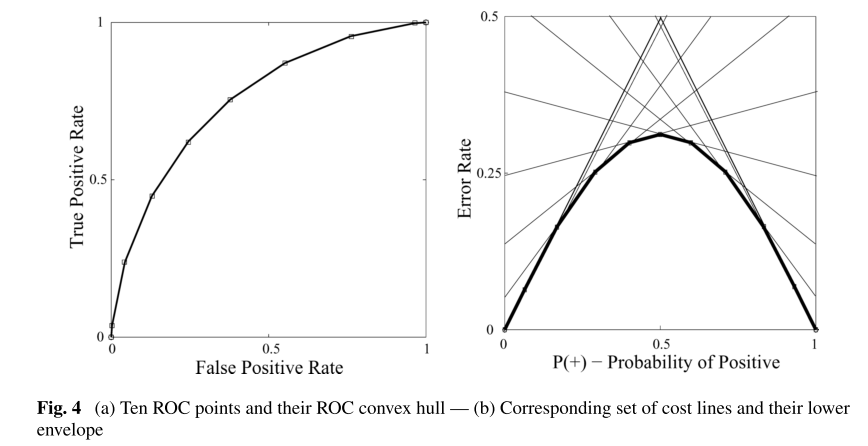 1
0.5
0
0
0.5
1
True Positive Rate
False Positive Rate
0.5
0.25
0
0
0.5
1
Error Rate
P(+) − Probability of Positive
Fig. 4 (a) Ten ROC points and their ROC convex hull — (b) Corresponding set of cost lines and their lower
envelope